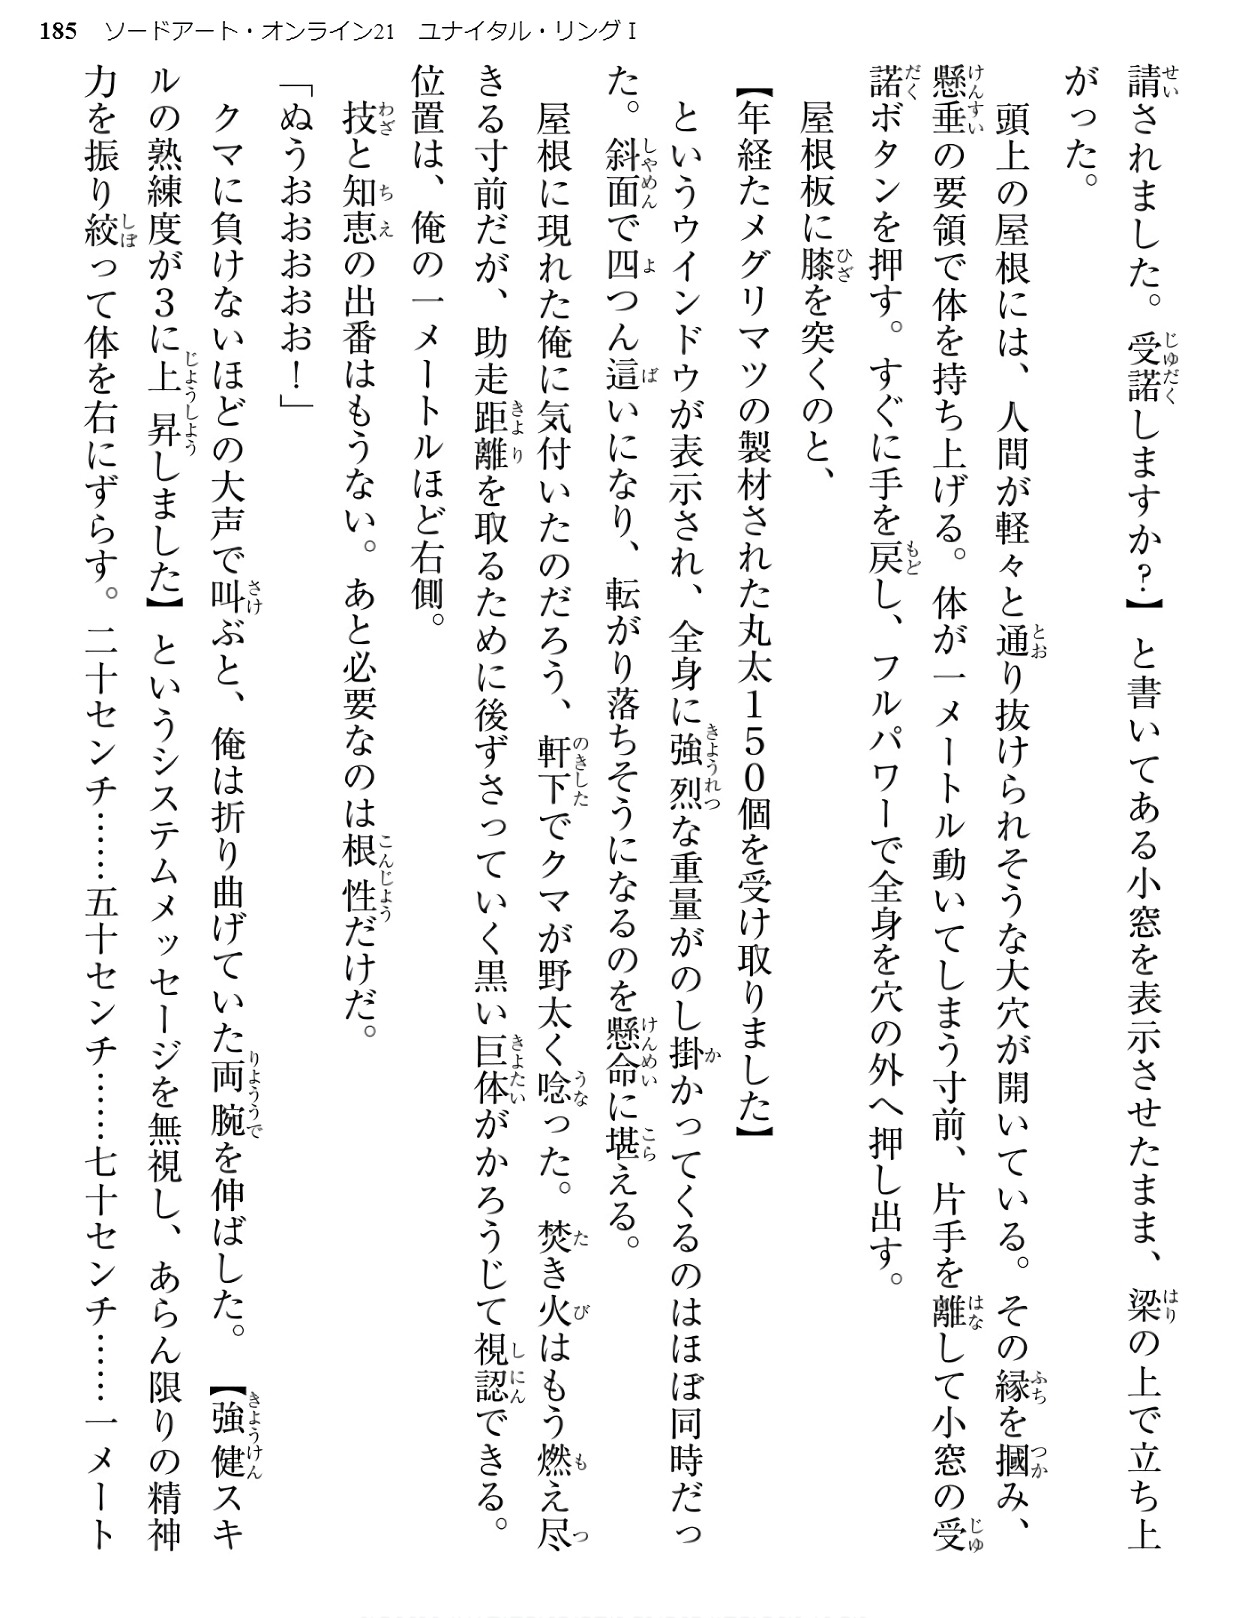 185　ソードアート・オンライン21　ユナイタル・リングⅠ
請されました。受諾しますか？】と書いてある小窓を表示させたまま、梁の上で立ち上
がった。
　頭上の屋根には、人間が軽々と通り抜けられそうな大穴が開いている。その縁を摑み、
懸垂の要領で体を持ち上げる。体が一メートル動いてしまう寸前、片手を離して小窓の受
諾ボタンを押す。すぐに手を戻し、フルパワーで全身を穴の外へ押し出す。
　屋根板に膝を突くのと、
【年経たメグリマツの製材された丸太１５０個を受け取りました】
　というウインドウが表示され、全身に強烈な重量がのし掛かってくるのはほぼ同時だっ
た。斜面で四つん這いになり、転がり落ちそうになるのを懸命に堪える。
　屋根に現れた俺に気付いたのだろう、軒下でクマが野太く唸った。焚き火はもう燃え尽
きる寸前だが、助走距離を取るために後ずさっていく黒い巨体がかろうじて視認できる。
位置は、俺の一メートルほど右側。
　技と知恵の出番はもうない。あと必要なのは根性だけだ。
「ぬうおおおおお！」
　クマに負けないほどの大声で叫ぶと、俺は折り曲げていた両腕を伸ばした。【強健スキ
ルの熟練度が３に上昇しました】というシステムメッセージを無視し、あらん限りの精神
力を振り絞って体を右にずらす。二十センチ……五十センチ……七十センチ……一メート